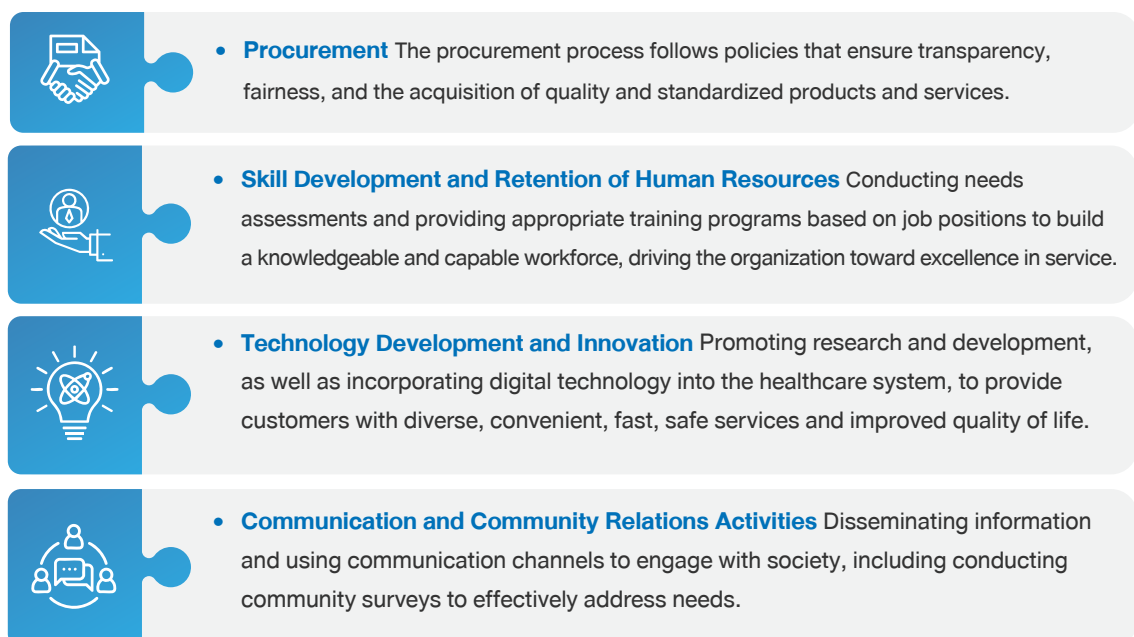 • Procurement The procurement process follows policies that ensure transparency,
fairness, and the acquisition of quality and standardized products and services.
• Skill Development and Retention of Human Resources Conducting needs
assessments and providing appropriate training programs based on job positions to build
a knowledgeable and capable workforce, driving the organization toward excellence in service.
• Technology Development and Innovation Promoting research and development,
as well as incorporating digital technology into the healthcare system, to provide
customers with diverse, convenient, fast, safe services and improved quality of life.
• Communication and Community Relations Activities Disseminating information
and using communication channels to engage with society, including conducting
community surveys to effectively address needs.